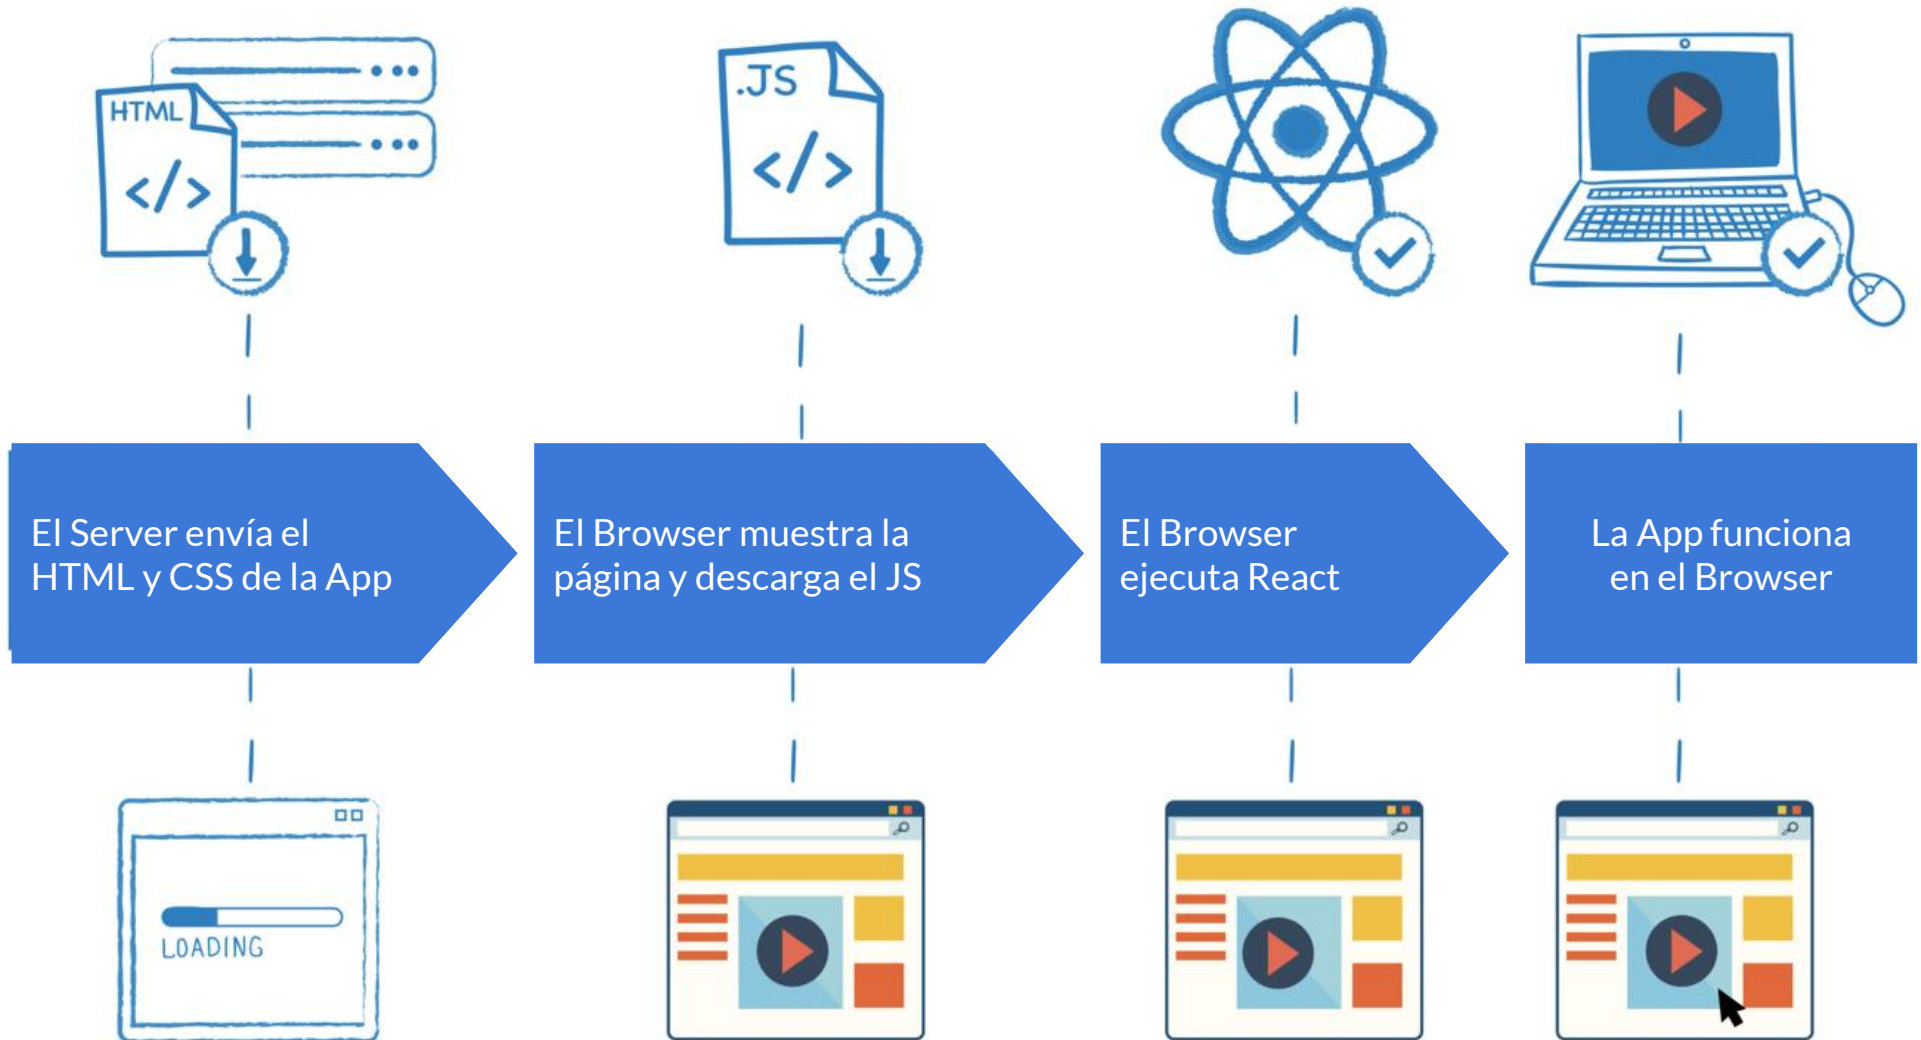 HTML
</>
.JS
</>
El Server envía el
HTML y CSS de la App
El Browser muestra la
página y descarga el JS
El Browser
ejecuta React
La App funciona
en el Browser
LOADING